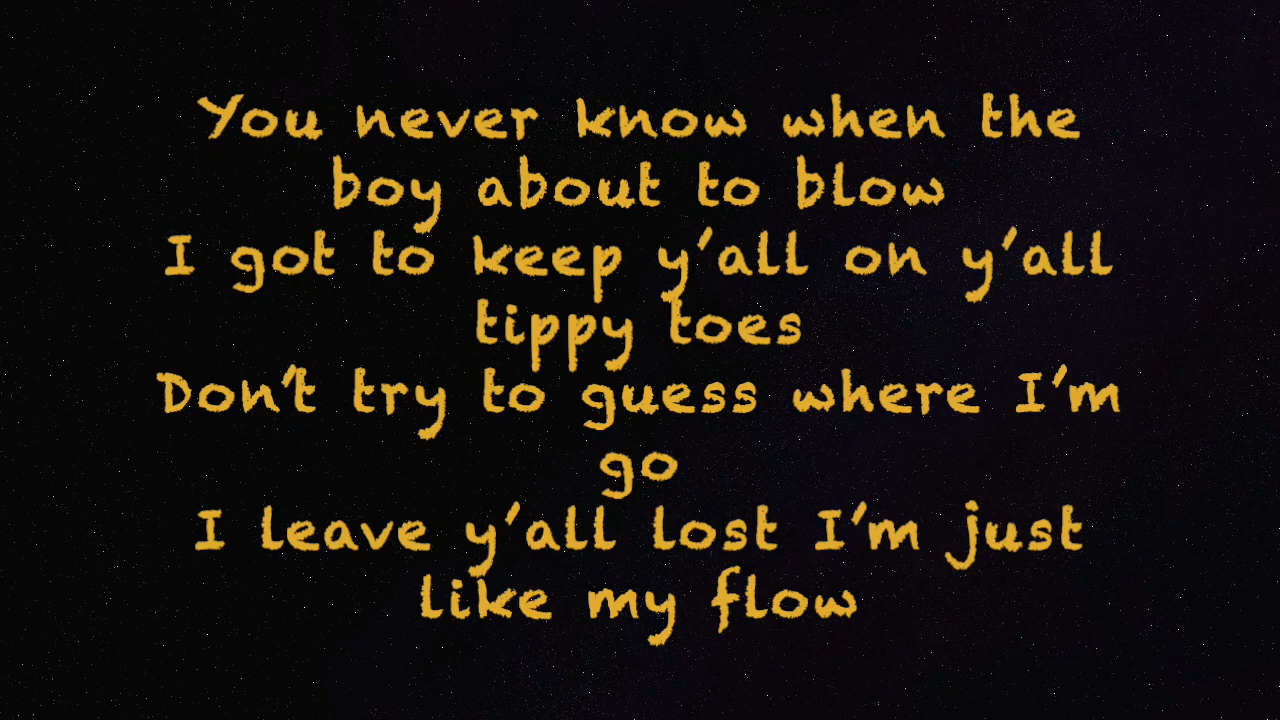 You never know when the
boy about to blow
I got to keep y'all on y'all
tippy toes
Don't try to guess where I'm
go
I leave y'all lost I'm just
like my flow